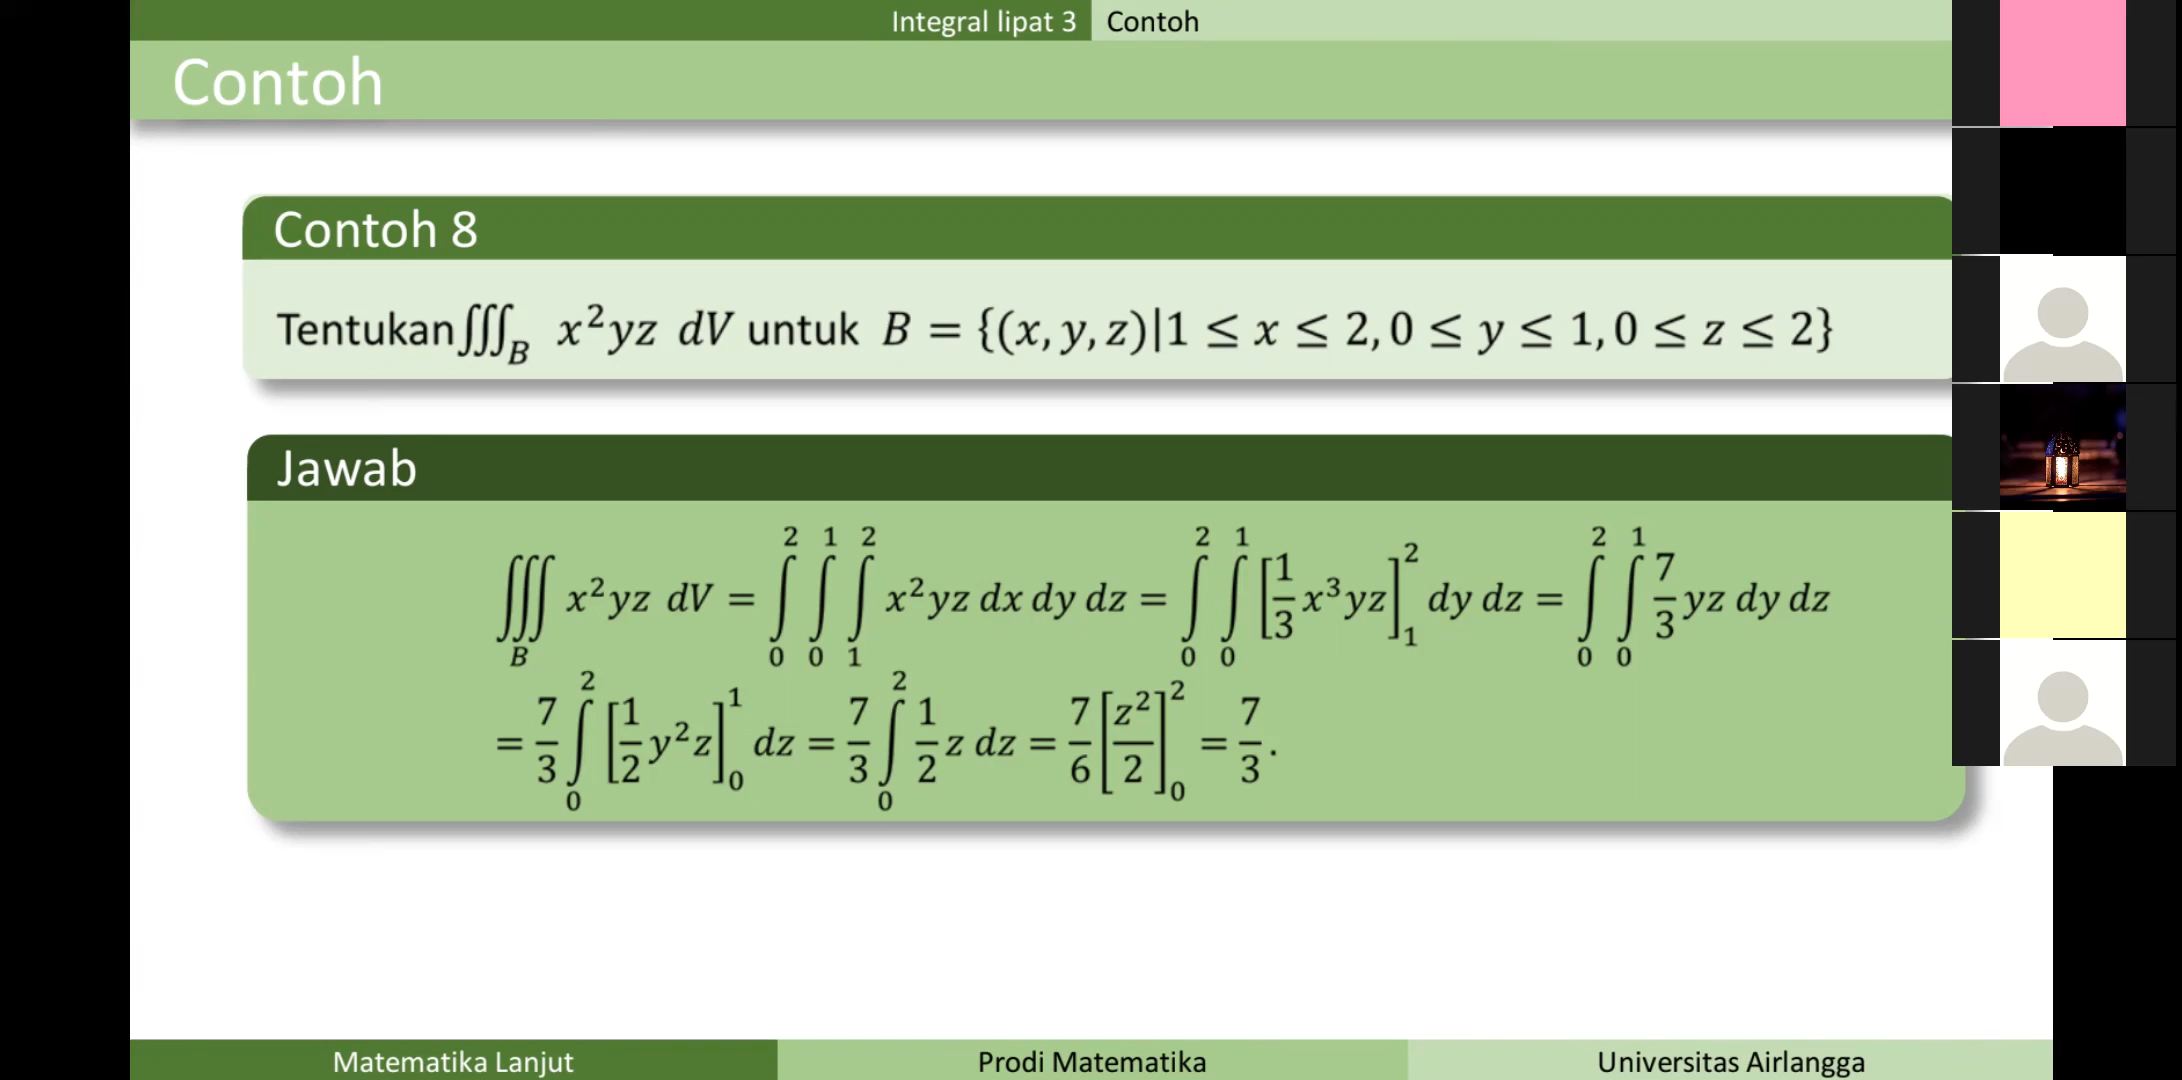 Integral lipat 3 Contoh
Contoh
Contoh 8
Tentukan ∭_B x²yz dV untuk B = {(x, y, z)|1 ≤ x ≤ 2, 0 ≤ y ≤ 1, 0 ≤ z ≤ 2}
Jawab
∭_B x²yz dV = ∫_0^2 ∫_0^1 ∫_1^2 x²yz dx dy dz = ∫_0^2 ∫_0^1 [1/3 x³yz]_1^2 dy dz = ∫_0^2 ∫_0^1 7/3 yz dy dz
= 7/3 ∫_0^2 [1/2 y²z]_0^1 dz = 7/3 ∫_0^2 1/2 z dz = 7/6 [z²/2]_0^2 = 7/3.
Matematika Lanjut Prodi Matematika Universitas Airlangga